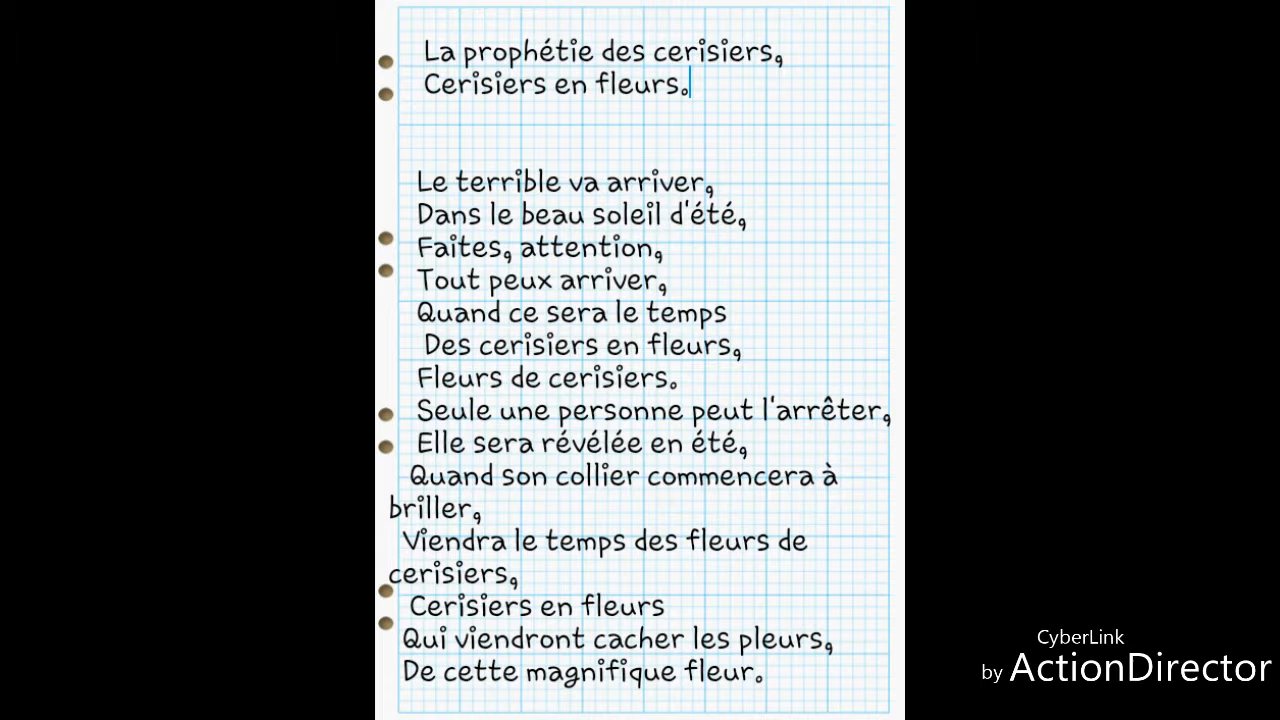 La prophétie des cerisiers,
Cerisiers en fleurs.
Le terrible va arriver,
Dans le beau soleil d'été,
Faites, attention,
Tout peux arriver,
Quand ce sera le temps
Des cerisiers en fleurs,
Fleurs de cerisiers.
Seule une personne peut l'arrêter,
Elle sera révélée en été,
Quand son collier commencera à
briller,
Viendra le temps des fleurs de
cerisiers,
Cerisiers en fleurs
Qui viendront cacher les pleurs,
De cette magnifique fleur.
CyberLink
by ActionDirector